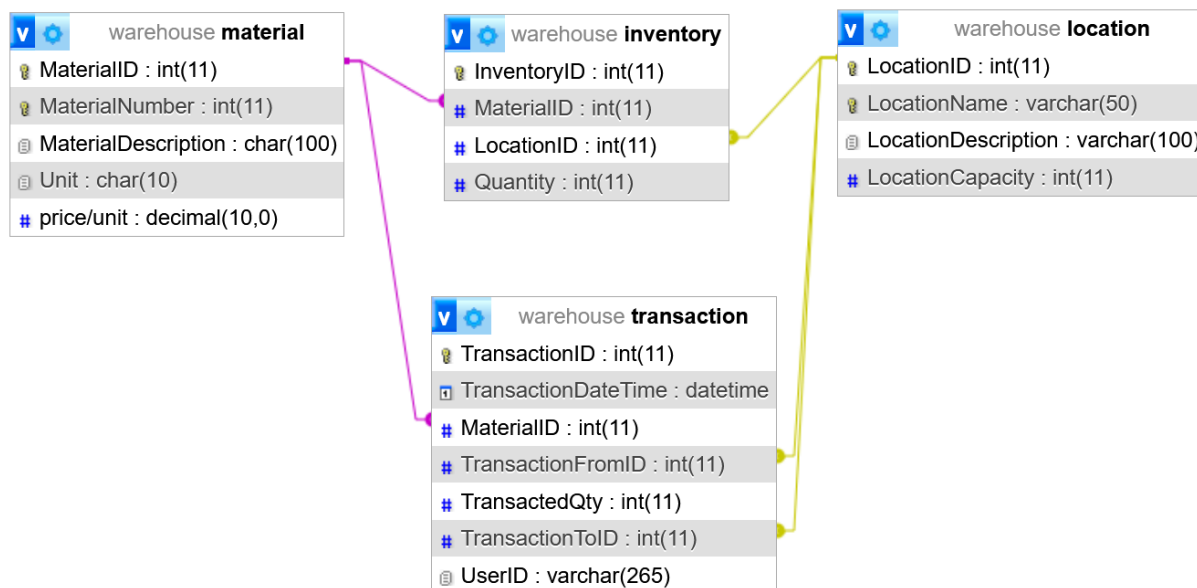 v warehouse material
MaterialID : int(11)
MaterialNumber : int(11)
MaterialDescription : char(100)
Unit : char(10)
# price/unit : decimal(10,0)
v warehouse inventory
InventoryID : int(11)
# MaterialID : int(11)
# LocationID : int(11)
# Quantity : int(11)
v warehouse location
LocationID : int(11)
LocationName : varchar(50)
LocationDescription : varchar(100)
# LocationCapacity : int(11)
v warehouse transaction
TransactionID : int(11)
TransactionDateTime : datetime
# MaterialID : int(11)
# TransactionFromID : int(11)
# TransactedQty : int(11)
# TransactionToID : int(11)
UserID : varchar(265)